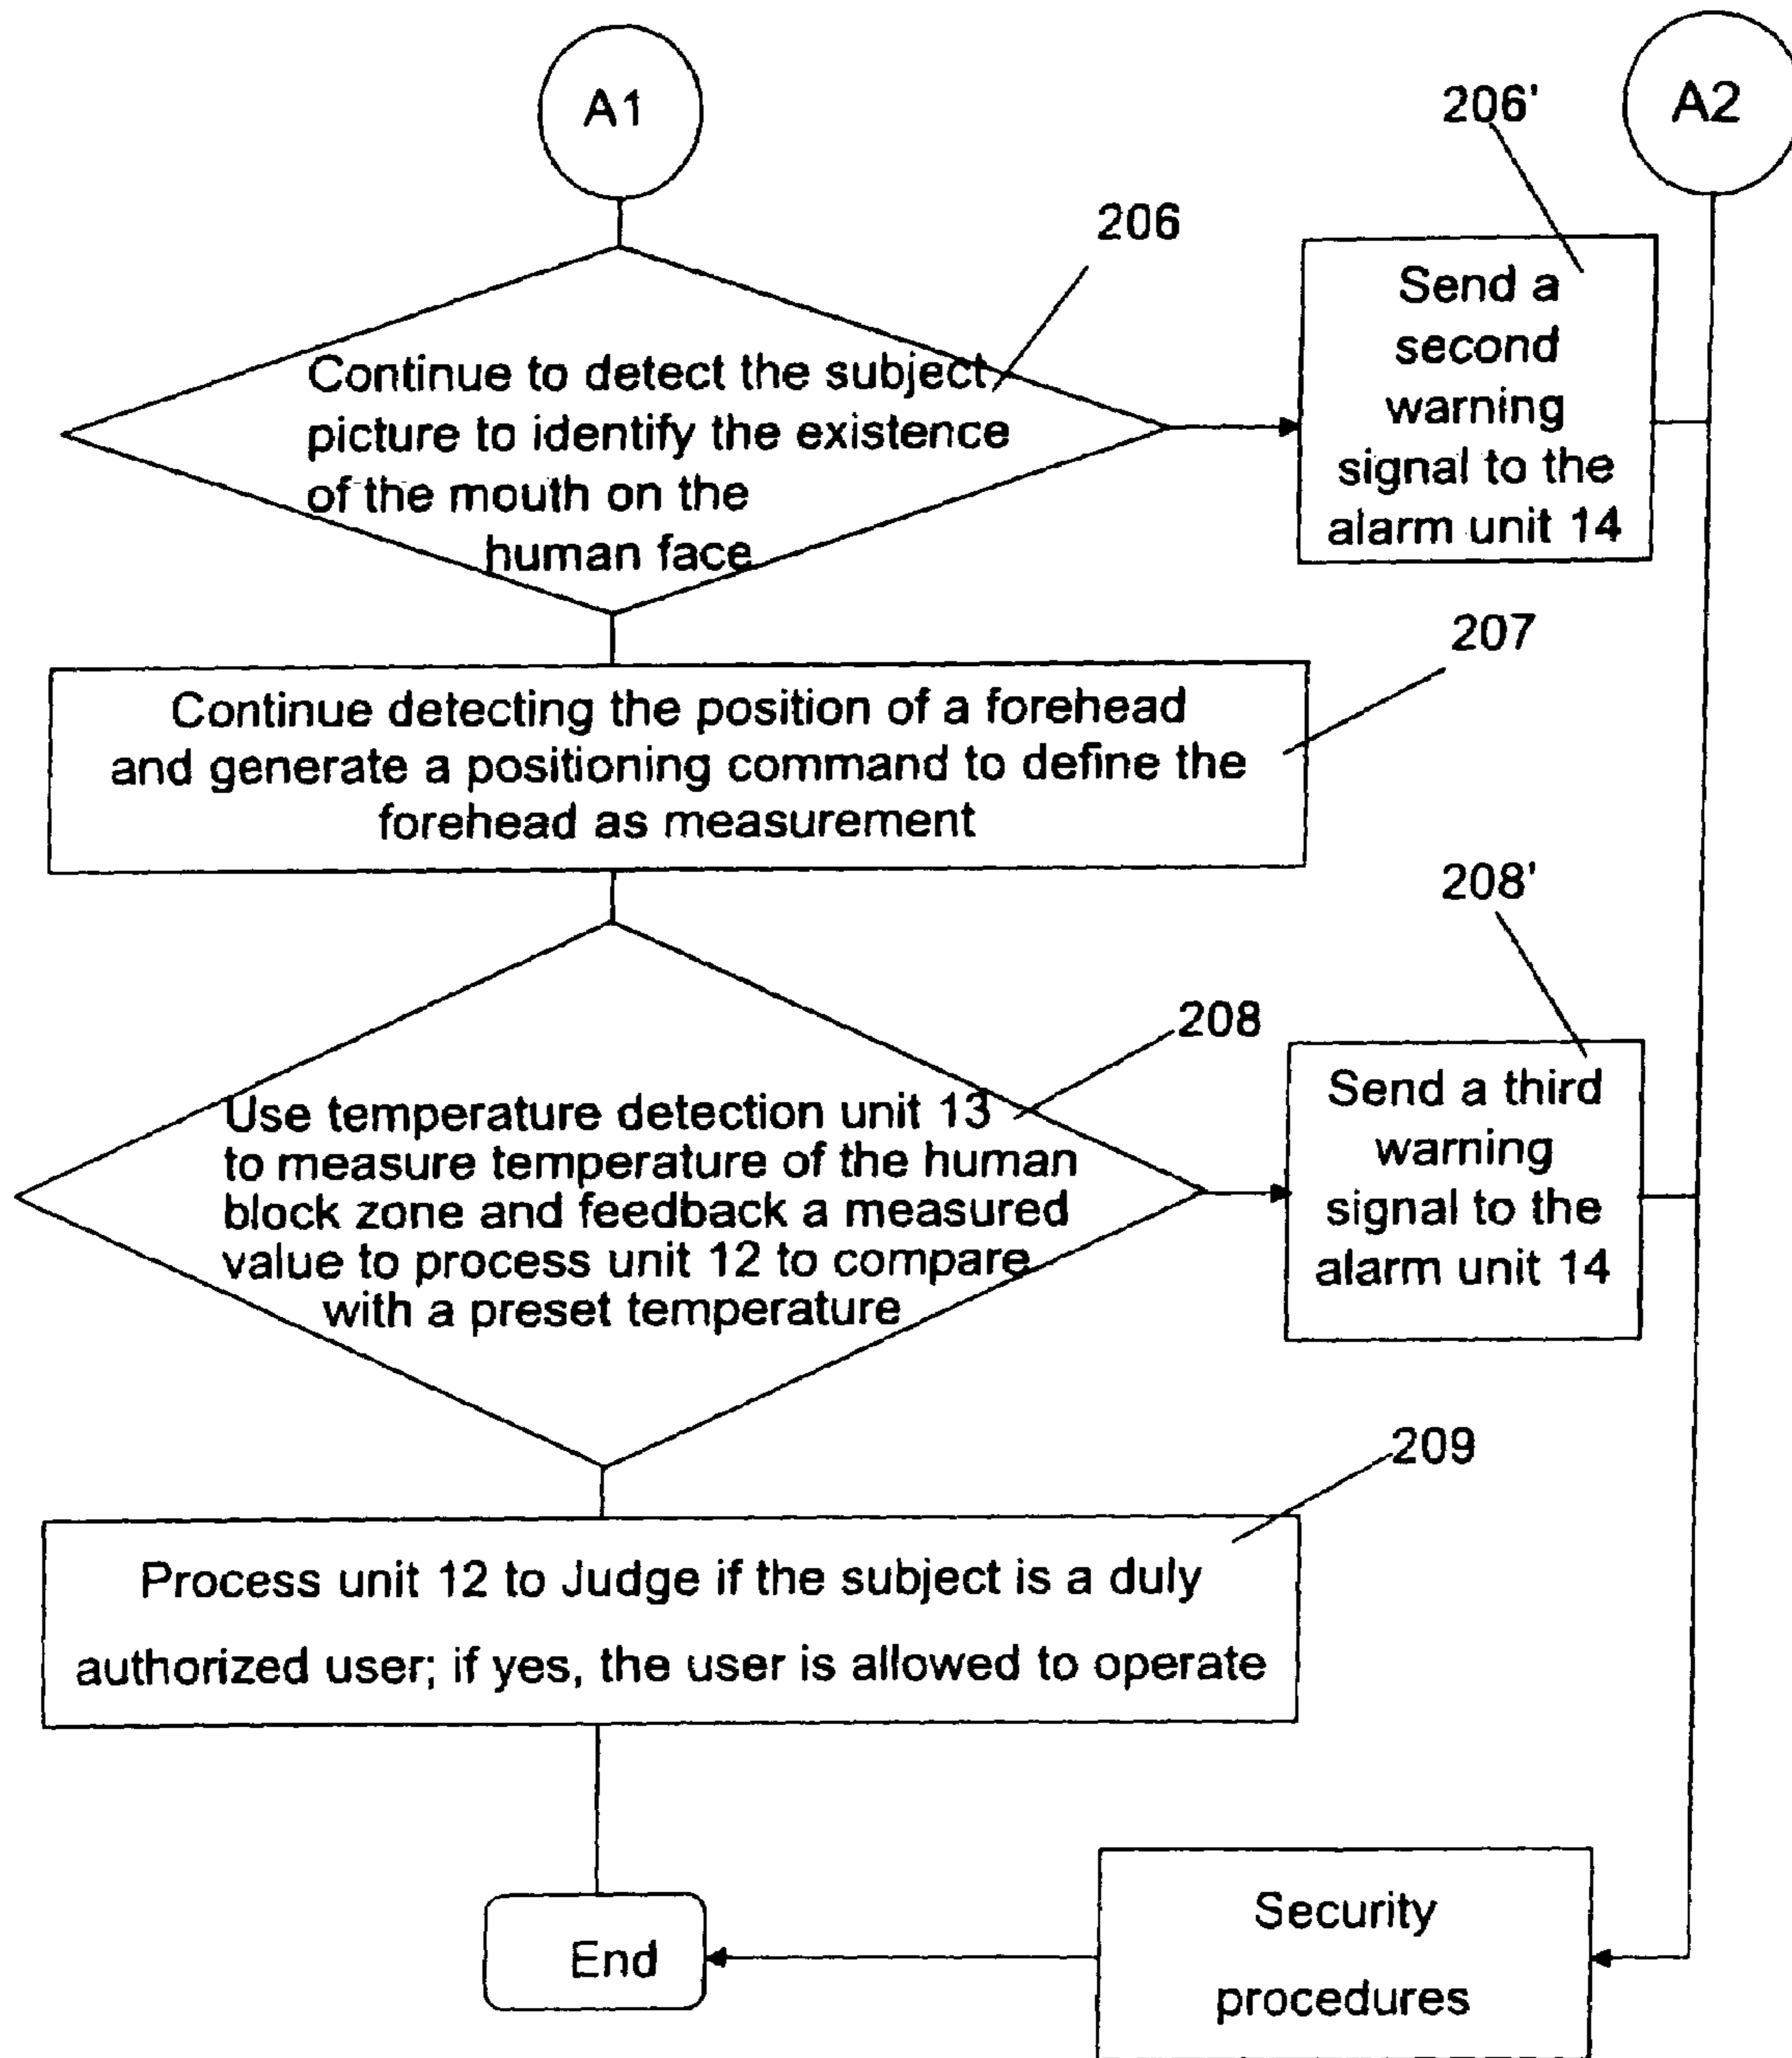 A1
A2
206'
206
Send a
second
warning
signal to the
alarm unit 14
Continue to detect the subject
picture to identify the existence
of the mouth on the
human face
207
Continue detecting the position of a forehead
and generate a positioning command to define the
forehead as measurement
208'
208
Send a third
warning
signal to the
alarm unit 14
Use temperature detection unit 13
to measure temperature of the human
block zone and feedback a measured
value to process unit 12 to compare
with a preset temperature
209
Process unit 12 to Judge if the subject is a duly
authorized user; if yes, the user is allowed to operate
End
Security
procedures